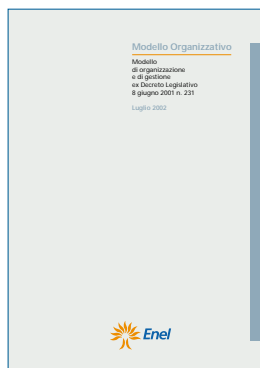 Modello Organizzativo
Modello
di organizzazione
e di gestione
ex Decreto Legislativo
8 giugno 2001 n. 231
Luglio 2002
Enel